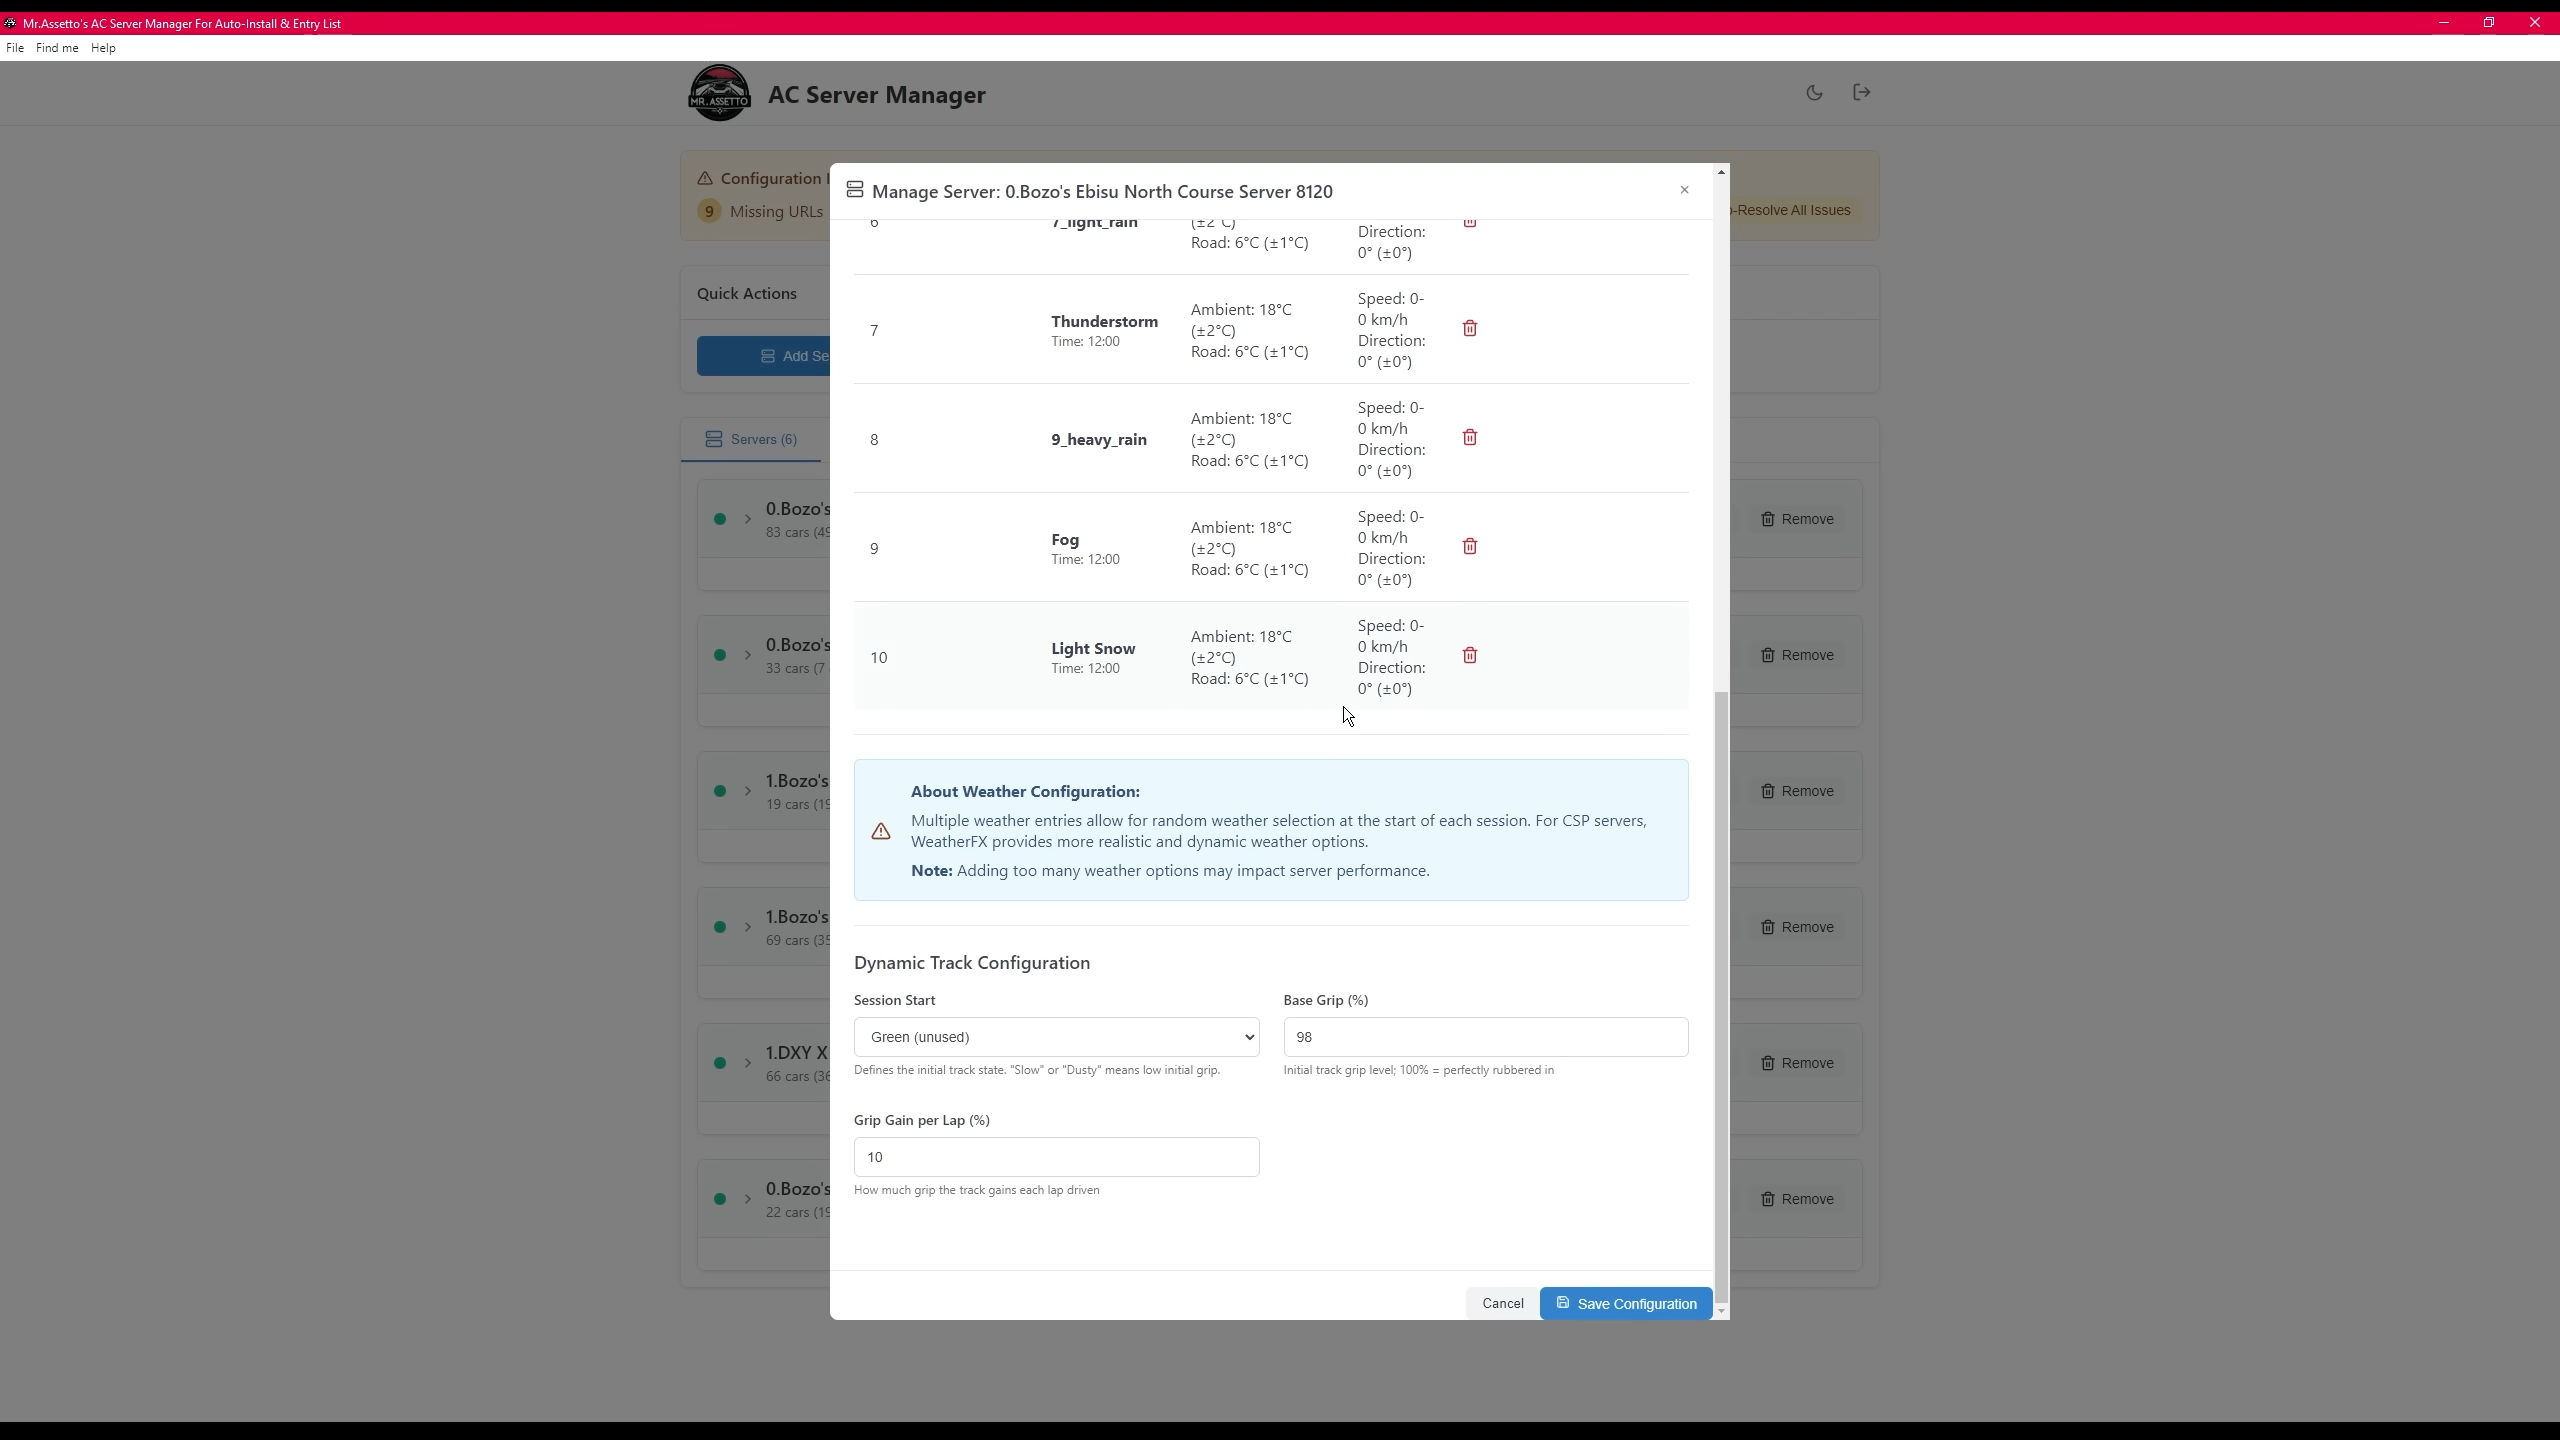 Mr.Assetto's AC Server Manager For Auto-Install & Entry List
File Find me Help
MR. ASSETTO
AC Server Manager
Configuration
9 Missing URLs
-Resolve All Issues
Quick Actions
Add Se
Servers (6)
0.Bozo's
83 cars (49
Remove
0.Bozo's
33 cars (7
Remove
1.Bozo's
19 cars (19
Remove
1.Bozo's
69 cars (35
Remove
1.DXY X
66 cars (36
Remove
0.Bozo's
22 cars (19
Remove
Manage Server: 0.Bozo's Ebisu North Course Server 8120
×
6
7_light_rain
(±2°C)
Road: 6°C (±1°C)
Direction:
0° (±0°)
7
Thunderstorm
Time: 12:00
Ambient: 18°C
(±2°C)
Road: 6°C (±1°C)
Speed: 0-
0 km/h
Direction:
0° (±0°)
8
9_heavy_rain
Ambient: 18°C
(±2°C)
Road: 6°C (±1°C)
Speed: 0-
0 km/h
Direction:
0° (±0°)
9
Fog
Time: 12:00
Ambient: 18°C
(±2°C)
Road: 6°C (±1°C)
Speed: 0-
0 km/h
Direction:
0° (±0°)
10
Light Snow
Time: 12:00
Ambient: 18°C
(±2°C)
Road: 6°C (±1°C)
Speed: 0-
0 km/h
Direction:
0° (±0°)
About Weather Configuration:
Multiple weather entries allow for random weather selection at the start of each session. For CSP servers,
WeatherFX provides more realistic and dynamic weather options.
Note: Adding too many weather options may impact server performance.
Dynamic Track Configuration
Session Start
Green (unused)
Defines the initial track state. "Slow" or "Dusty" means low initial grip.
Base Grip (%)
98
Initial track grip level; 100% = perfectly rubbered in
Grip Gain per Lap (%)
10
How much grip the track gains each lap driven
Cancel
Save Configuration